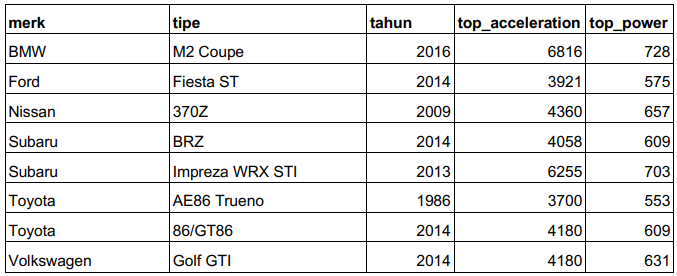 merk tipe tahun top_acceleration top_power
BMW M2 Coupe 2016 6816 728
Ford Fiesta ST 2014 3921 575
Nissan 370Z 2009 4360 657
Subaru BRZ 2014 4058 609
Subaru Impreza WRX STI 2013 6255 703
Toyota AE86 Trueno 1986 3700 553
Toyota 86/GT86 2014 4180 609
Volkswagen Golf GTI 2014 4180 631